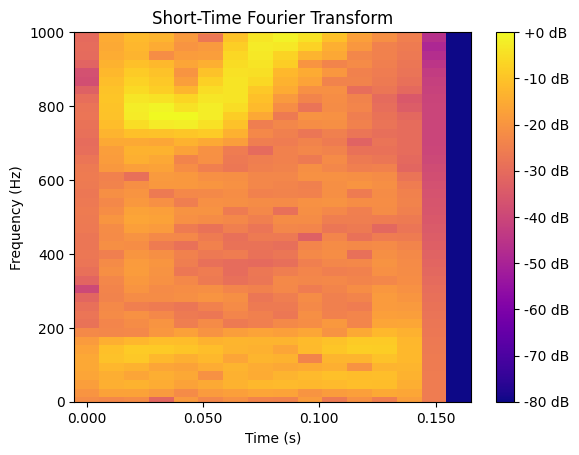 Short-Time Fourier Transform
1000
800
600
400
200
0
Frequency (Hz)
0.000
0.050
0.100
0.150
Time (s)
+0 dB
-10 dB
-20 dB
-30 dB
-40 dB
-50 dB
-60 dB
-70 dB
-80 dB